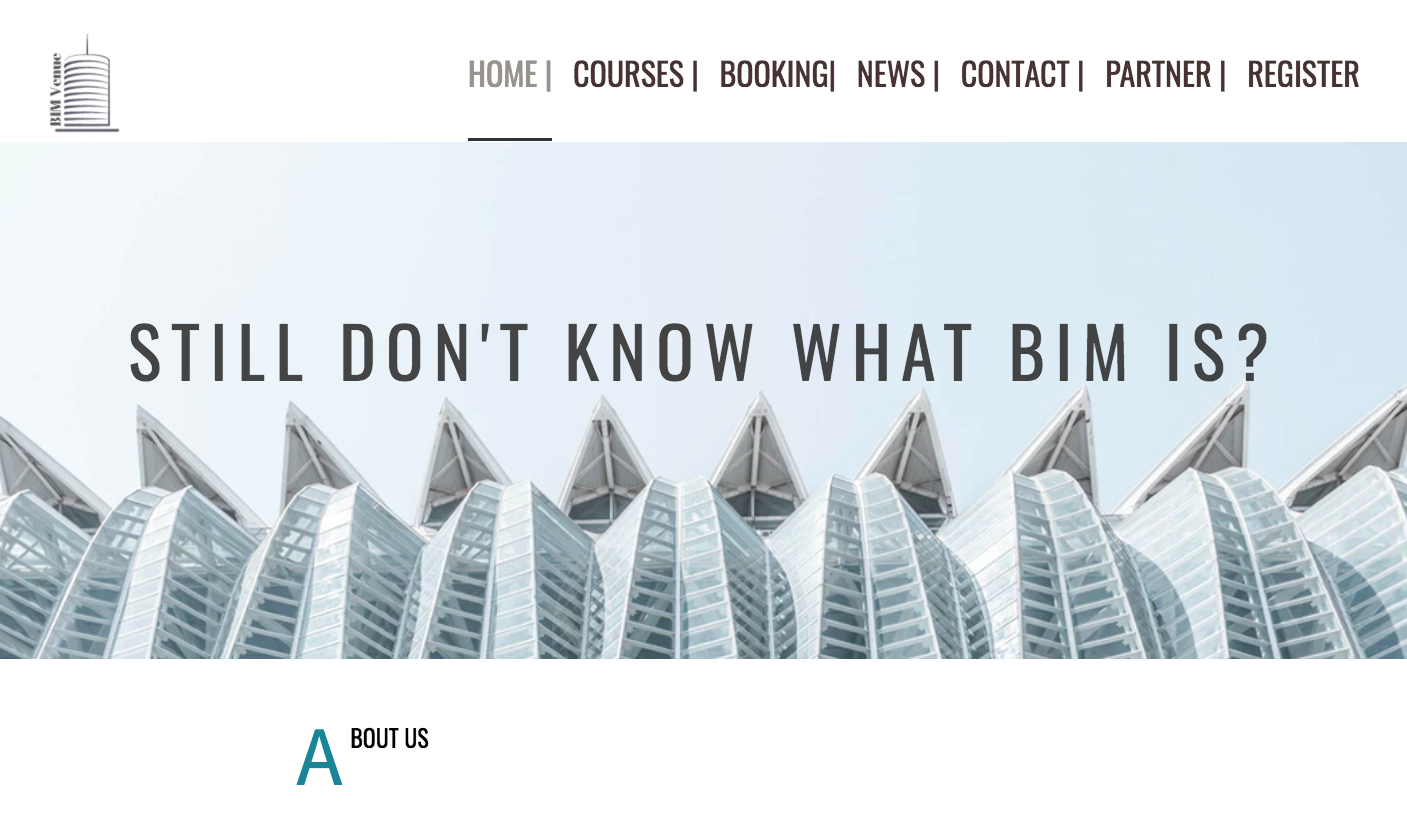 BIM Venue
HOME | COURSES | BOOKING| NEWS | CONTACT | PARTNER | REGISTER
STILL DON'T KNOW WHAT BIM IS?
ABOUT US